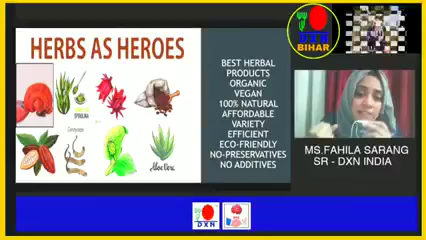 DXN
BIHAR
HERBS AS HEROES
SPIRULINA
Aloe Vera
BEST HERBAL
PRODUCTS
ORGANIC
VEGAN
100% NATURAL
AFFORDABLE
VARIETY
EFFICIENT
ECO-FRIENDLY
NO-PRESERVATIVES
NO ADDITIVES
MS.FAHILA SARANG
SR - DXN INDIA
DXN